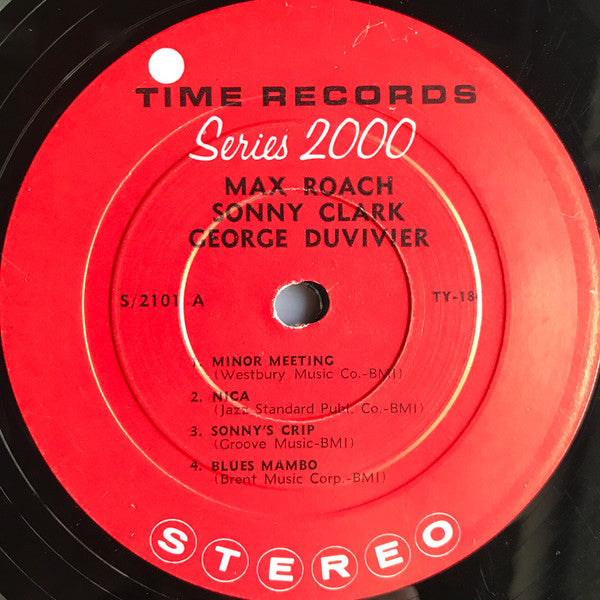 TIME RECORDS
Series 2000
MAX ROACH
SONNY CLARK
GEORGE DUVIVIER
S/2101 A
1. MINOR MEETING
(Westbury Music Co.-BMI)
2. NICA
(Jazz Standard Publ. Co.-BMI)
3. SONNY'S CRIP
(Groove Music-BMI)
4. BLUES MAMBO
(Brent Music Corp.-BMI)
STEREO